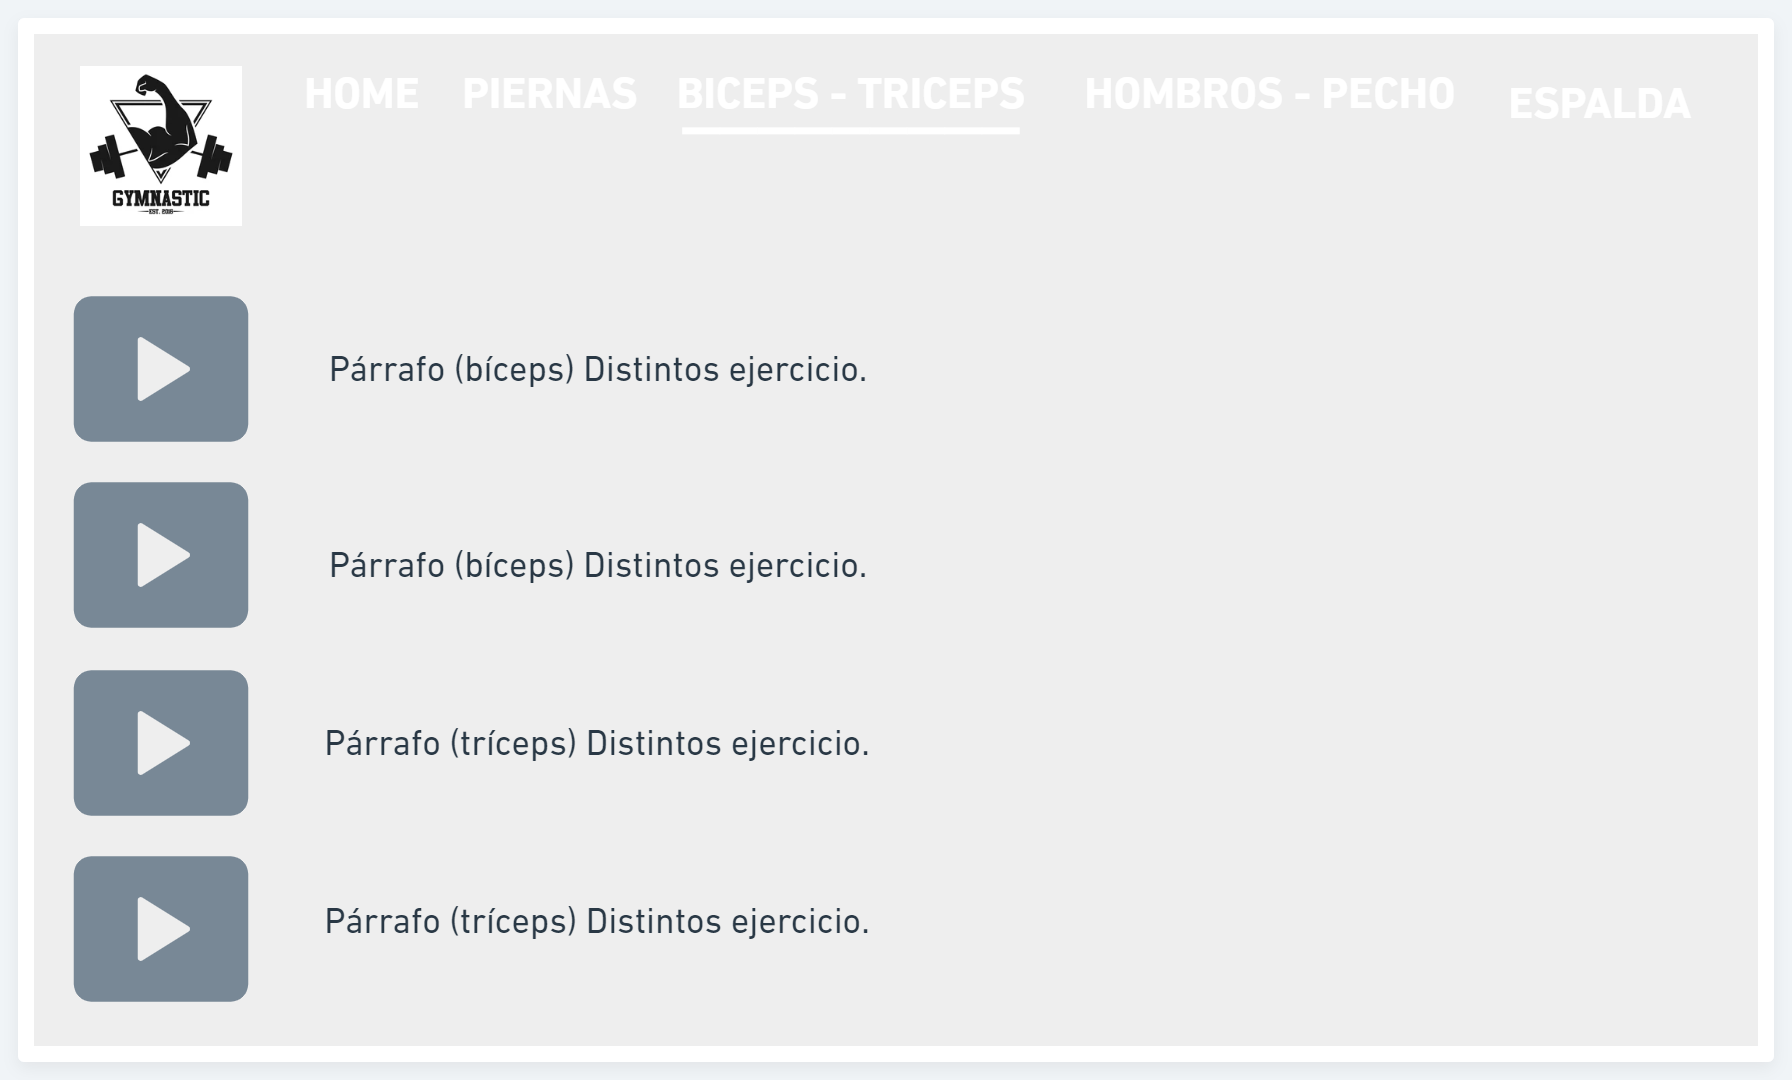 HOME PIERNAS BICEPS - TRICEPS HOMBROS - PECHO ESPALDA
GYMNASTIC
EST. 2018
Párrafo (bíceps) Distintos ejercicio.
Párrafo (bíceps) Distintos ejercicio.
Párrafo (tríceps) Distintos ejercicio.
Párrafo (tríceps) Distintos ejercicio.